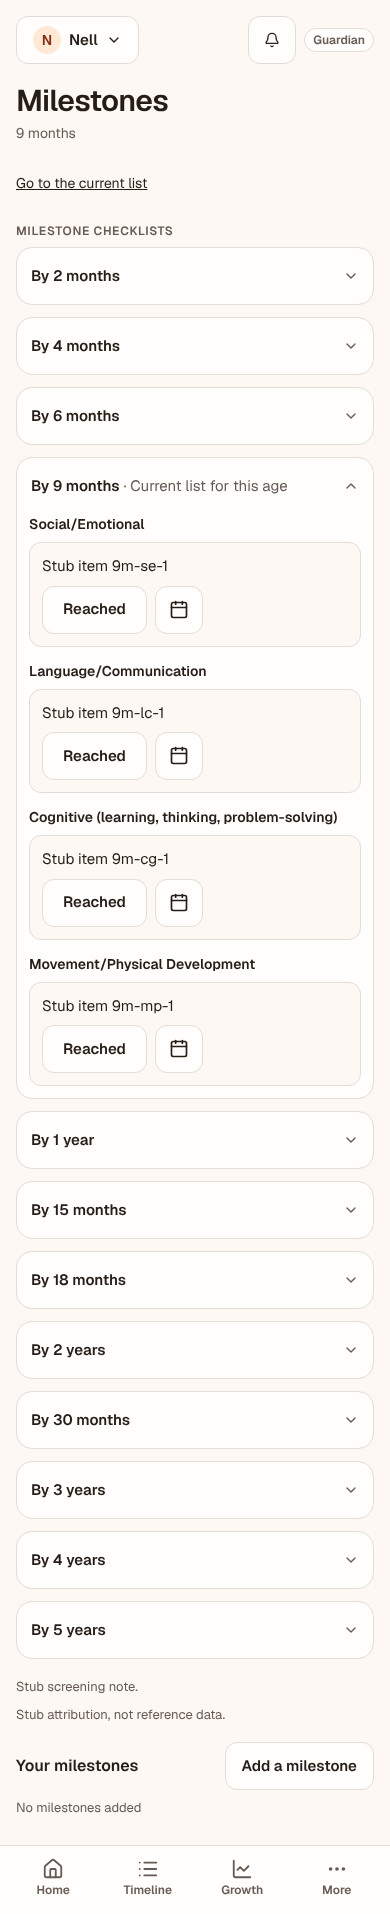 N Nell
Guardian
Milestones
9 months
Go to the current list
MILESTONE CHECKLISTS
By 2 months
By 4 months
By 6 months
By 9 months · Current list for this age
Social/Emotional
Stub item 9m-se-1
Reached
Language/Communication
Stub item 9m-lc-1
Reached
Cognitive (learning, thinking, problem-solving)
Stub item 9m-cg-1
Reached
Movement/Physical Development
Stub item 9m-mp-1
Reached
By 1 year
By 15 months
By 18 months
By 2 years
By 30 months
By 3 years
By 4 years
By 5 years
Stub screening note.
Stub attribution, not reference data.
Your milestones
Add a milestone
No milestones added
Home Timeline Growth More